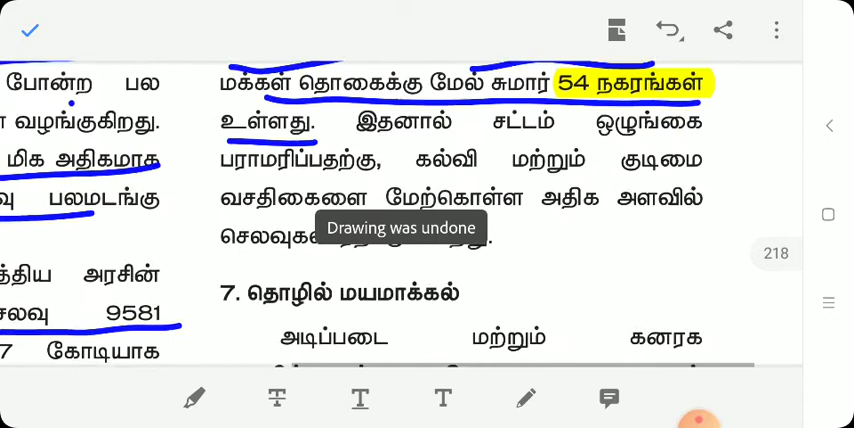 போன்ற பல
வழங்குகிறது.
மிக அதிகமாக
பலமடங்கு
அரசின்
9581
கோடியாக
மக்கள் தொகைக்கு மேல் சுமார் 54 நகரங்கள்
உள்ளது. இதனால் சட்டம் ஒழுங்கை
பராமரிப்பதற்கு, கல்வி மற்றும் குடிமை
வசதிகளை மேற்கொள்ள அதிக அளவில்
Drawing was undone
218
7. தொழில் மயமாக்கல்
அடிப்படை மற்றும் கனரக